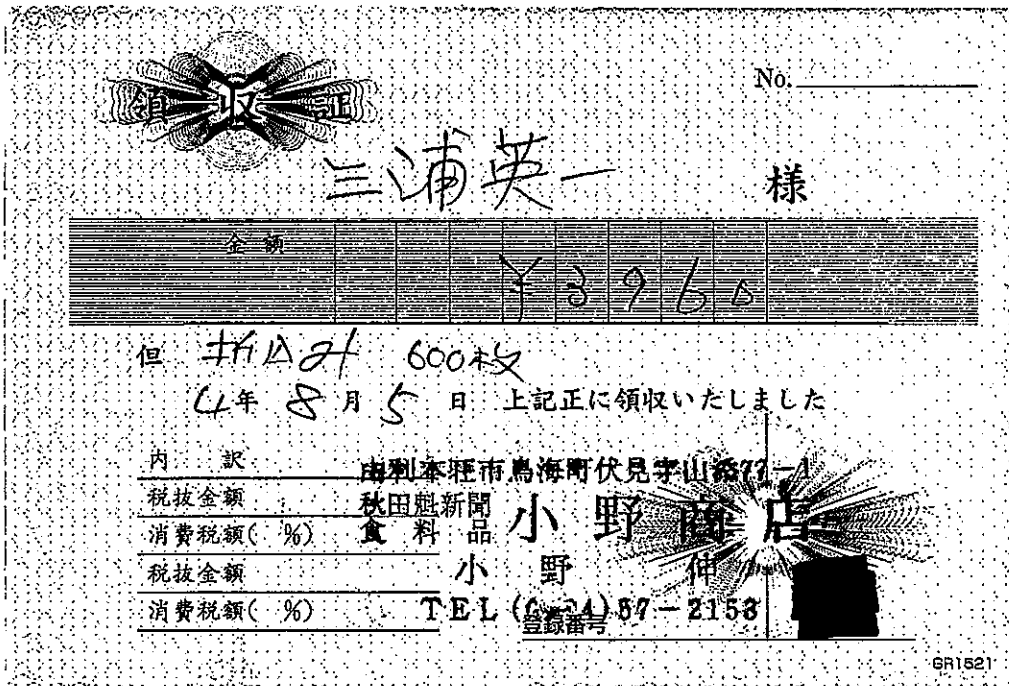 領収証
No.
三浦英一 様
金額
¥3960
但 折込み 600枚
4年 8月 5日 上記正に領収いたしました
内 訳
税抜金額
消費税額( %)
税抜金額
消費税額( %)
由利本荘市鳥海町伏見字山添77-1
秋田魁新聞
食料品 小野商店
小野 伸
TEL(0 84)57-2153
登録番号
GR1521